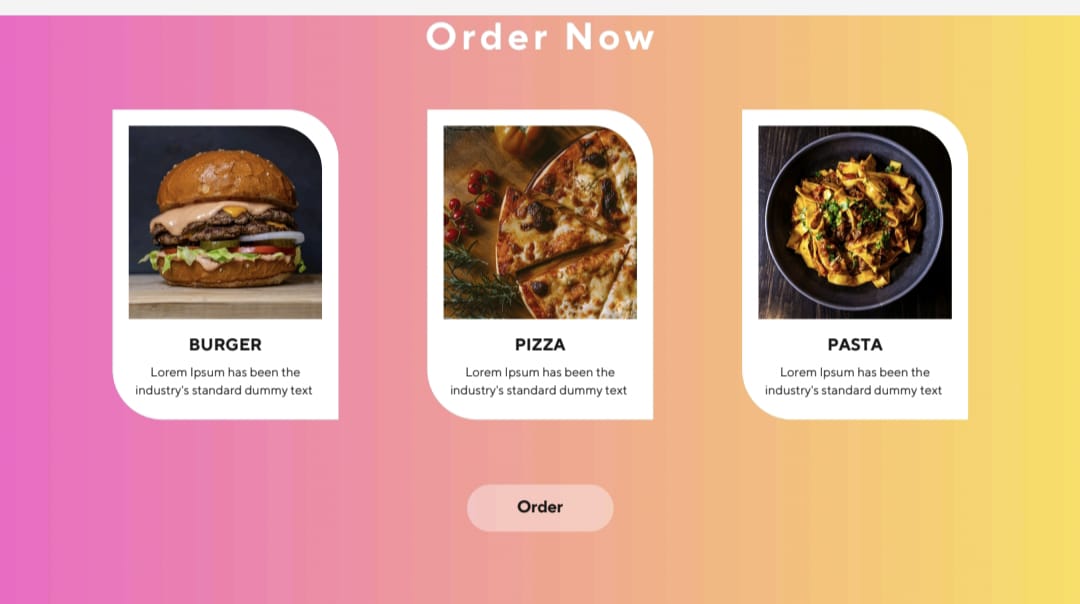 Order Now
BURGER
Lorem Ipsum has been the
industry's standard dummy text
PIZZA
Lorem Ipsum has been the
industry's standard dummy text
PASTA
Lorem Ipsum has been the
industry's standard dummy text
Order